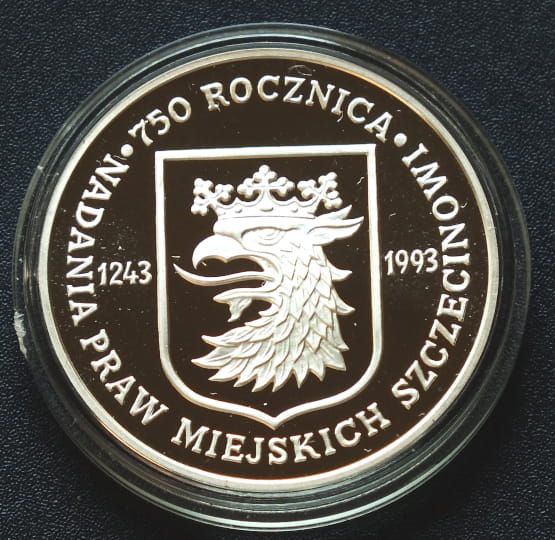 750 ROCZNICA • NADANIA PRAW MIEJSKICH SZCZECINOWI •
1243
1993